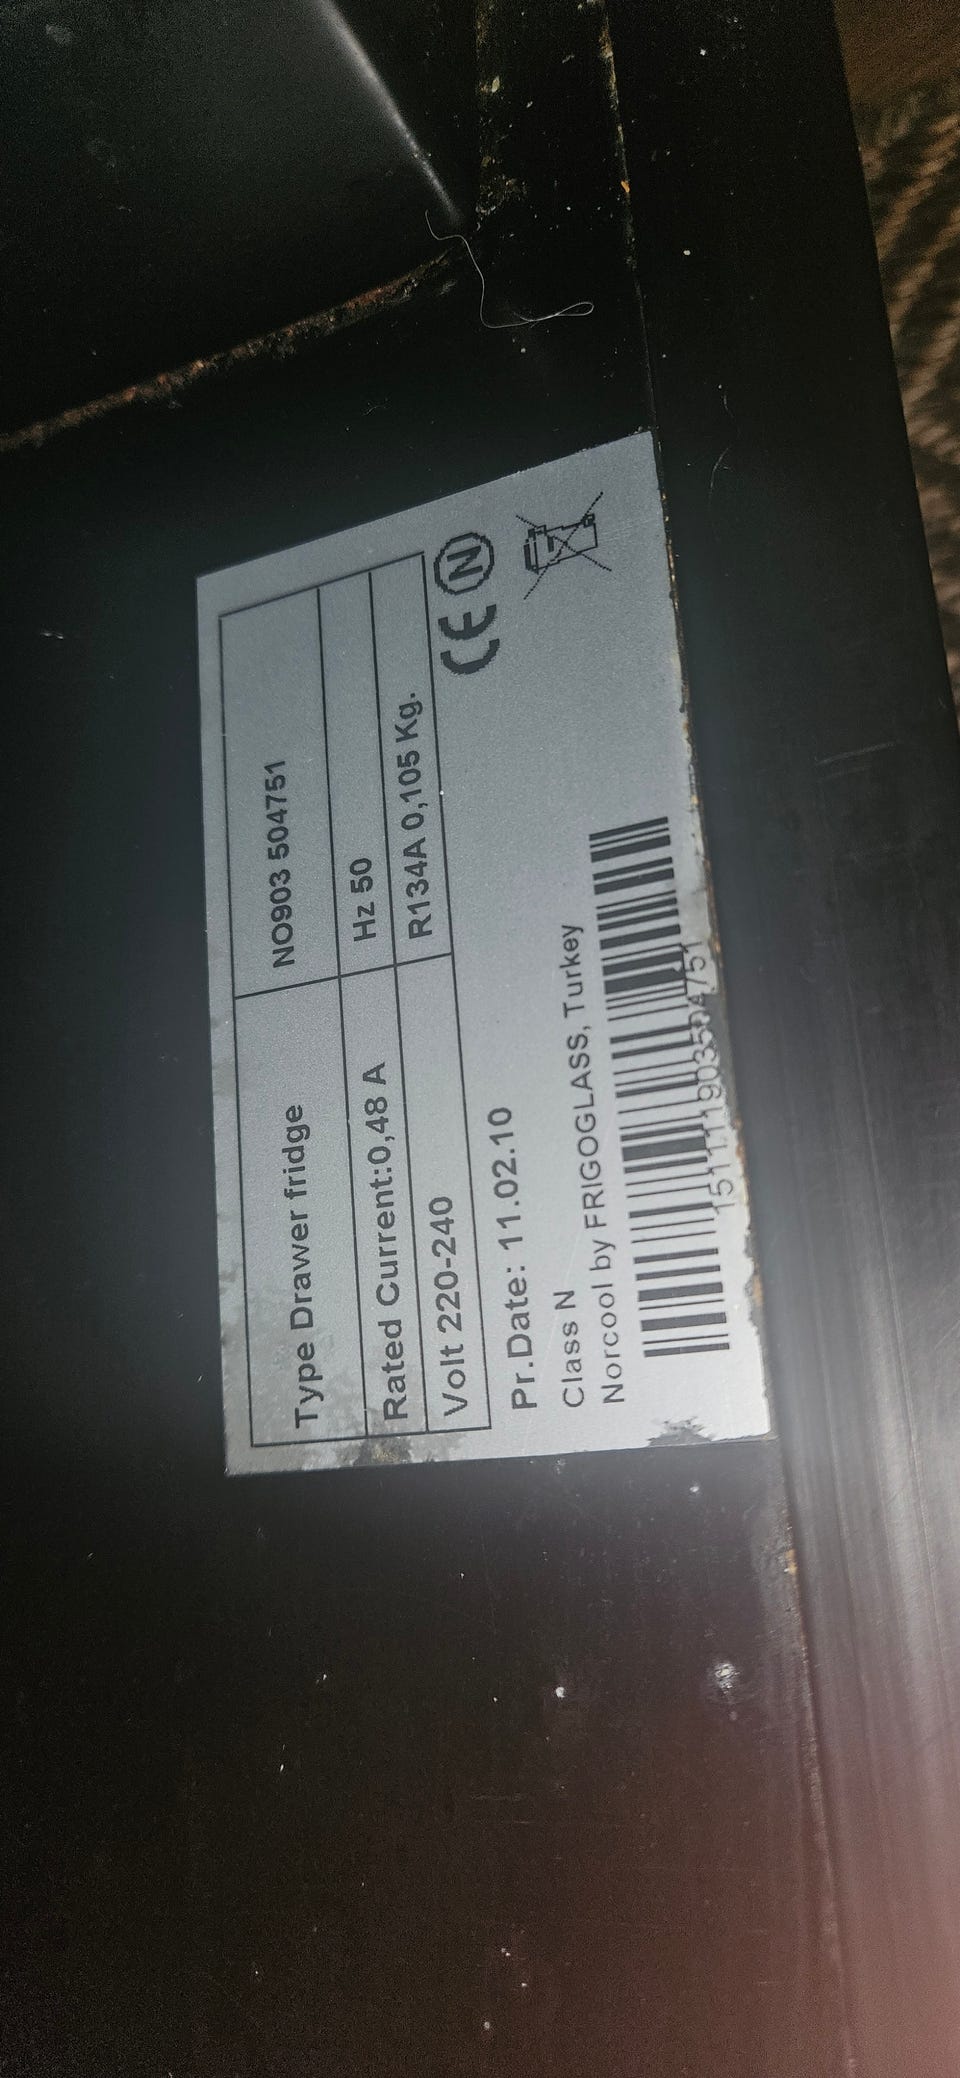 Type Drawer fridge NO903 504751
Rated Current:0,48 A Hz 50
Volt 220-240 R134A 0,105 Kg.
CE N
Pr.Date: 11.02.10
Class N
Norcool by FRIGOGLASS, Turkey